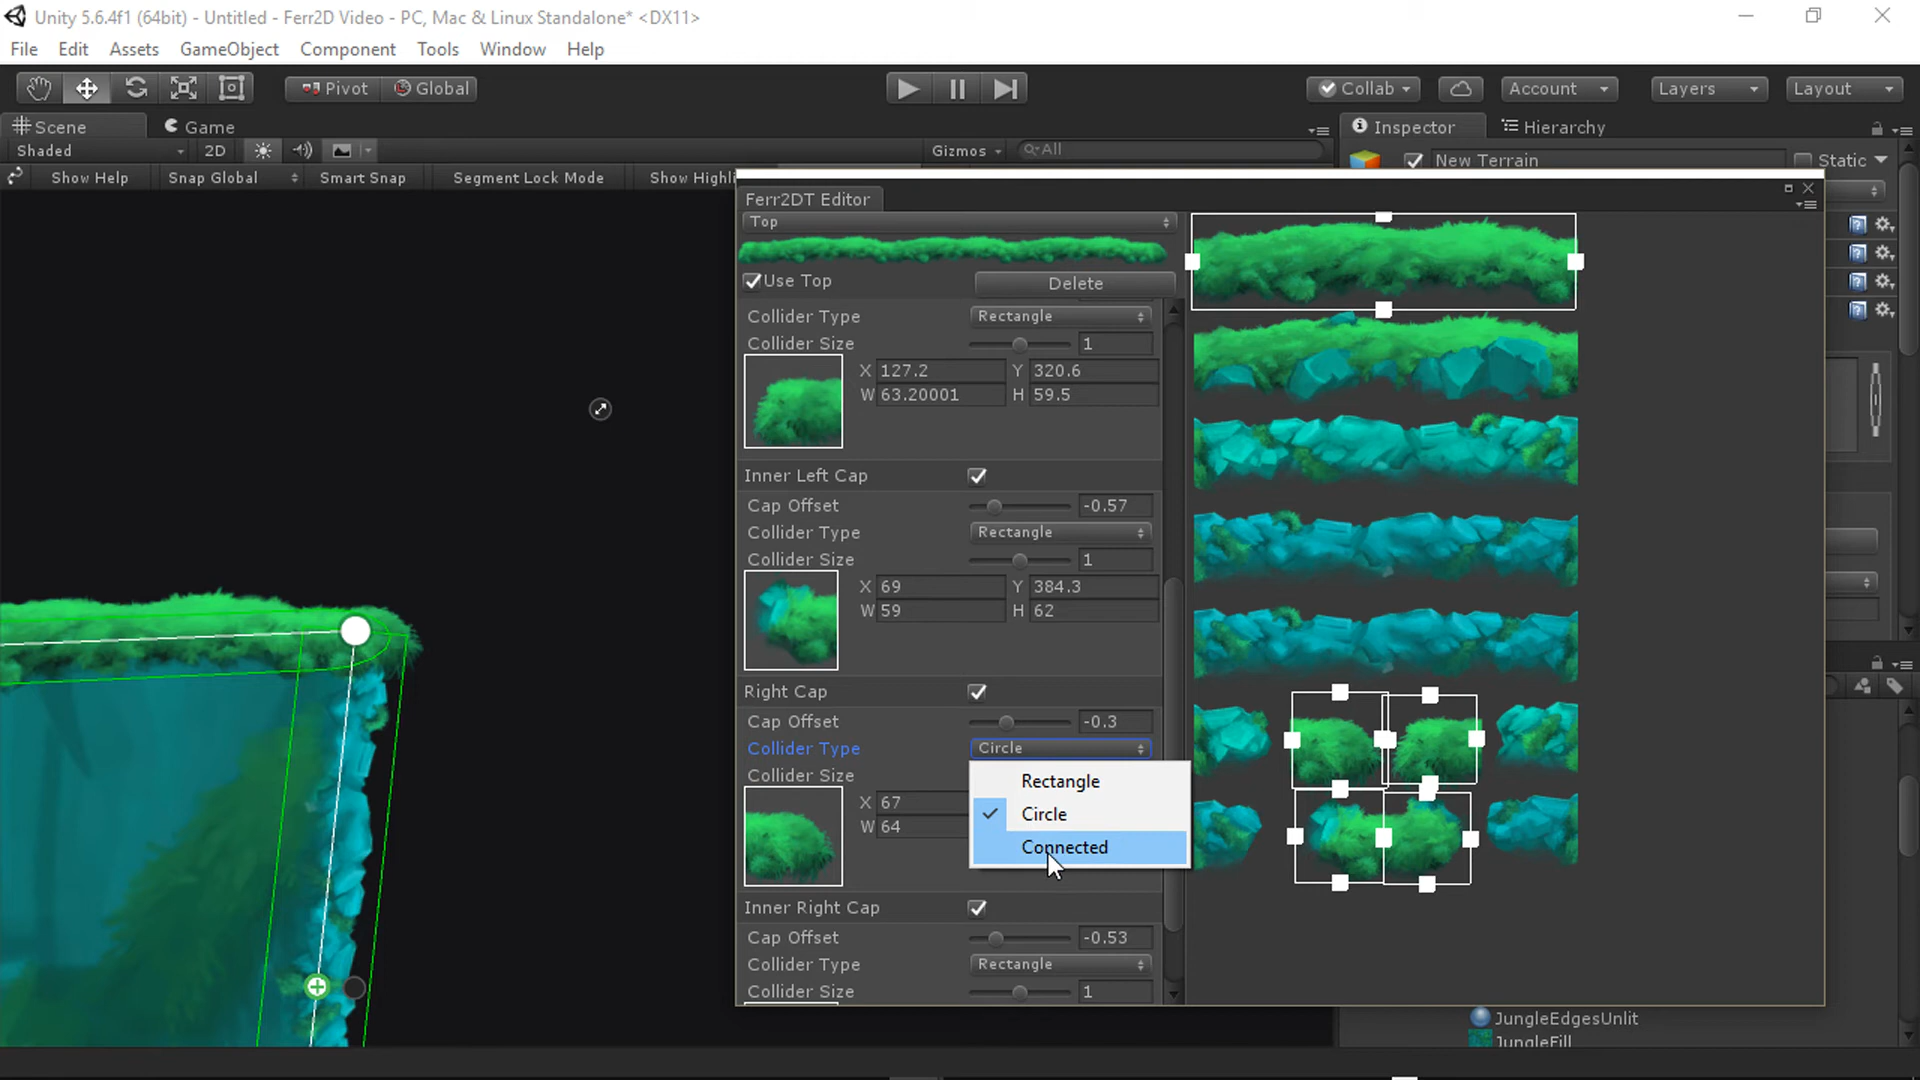 Unity 5.6.4f1 (64bit) - Untitled - Ferr2D Video - PC, Mac & Linux Standalone* <DX11>
File Edit Assets GameObject Component Tools Window Help
Pivot Global Collab Account Layers Layout
Scene Game Inspector Hierarchy
Shaded 2D Gizmos All New Terrain Static
Show Help Snap Global Smart Snap Segment Lock Mode Show Highli
Ferr2DT Editor
Top
Use Top Delete
Collider Type Rectangle
Collider Size 1
X 127.2 Y 320.6
W 63.20001 H 59.5
Inner Left Cap
Cap Offset -0.57
Collider Type Rectangle
Collider Size 1
X 69 Y 384.3
W 59 H 62
Right Cap
Cap Offset -0.3
Collider Type Circle
Collider Size
Rectangle
Circle
Connected
X 67
W 64
Inner Right Cap
Cap Offset -0.53
Collider Type Rectangle
Collider Size 1
JungleEdgesUnlit
JungleFill